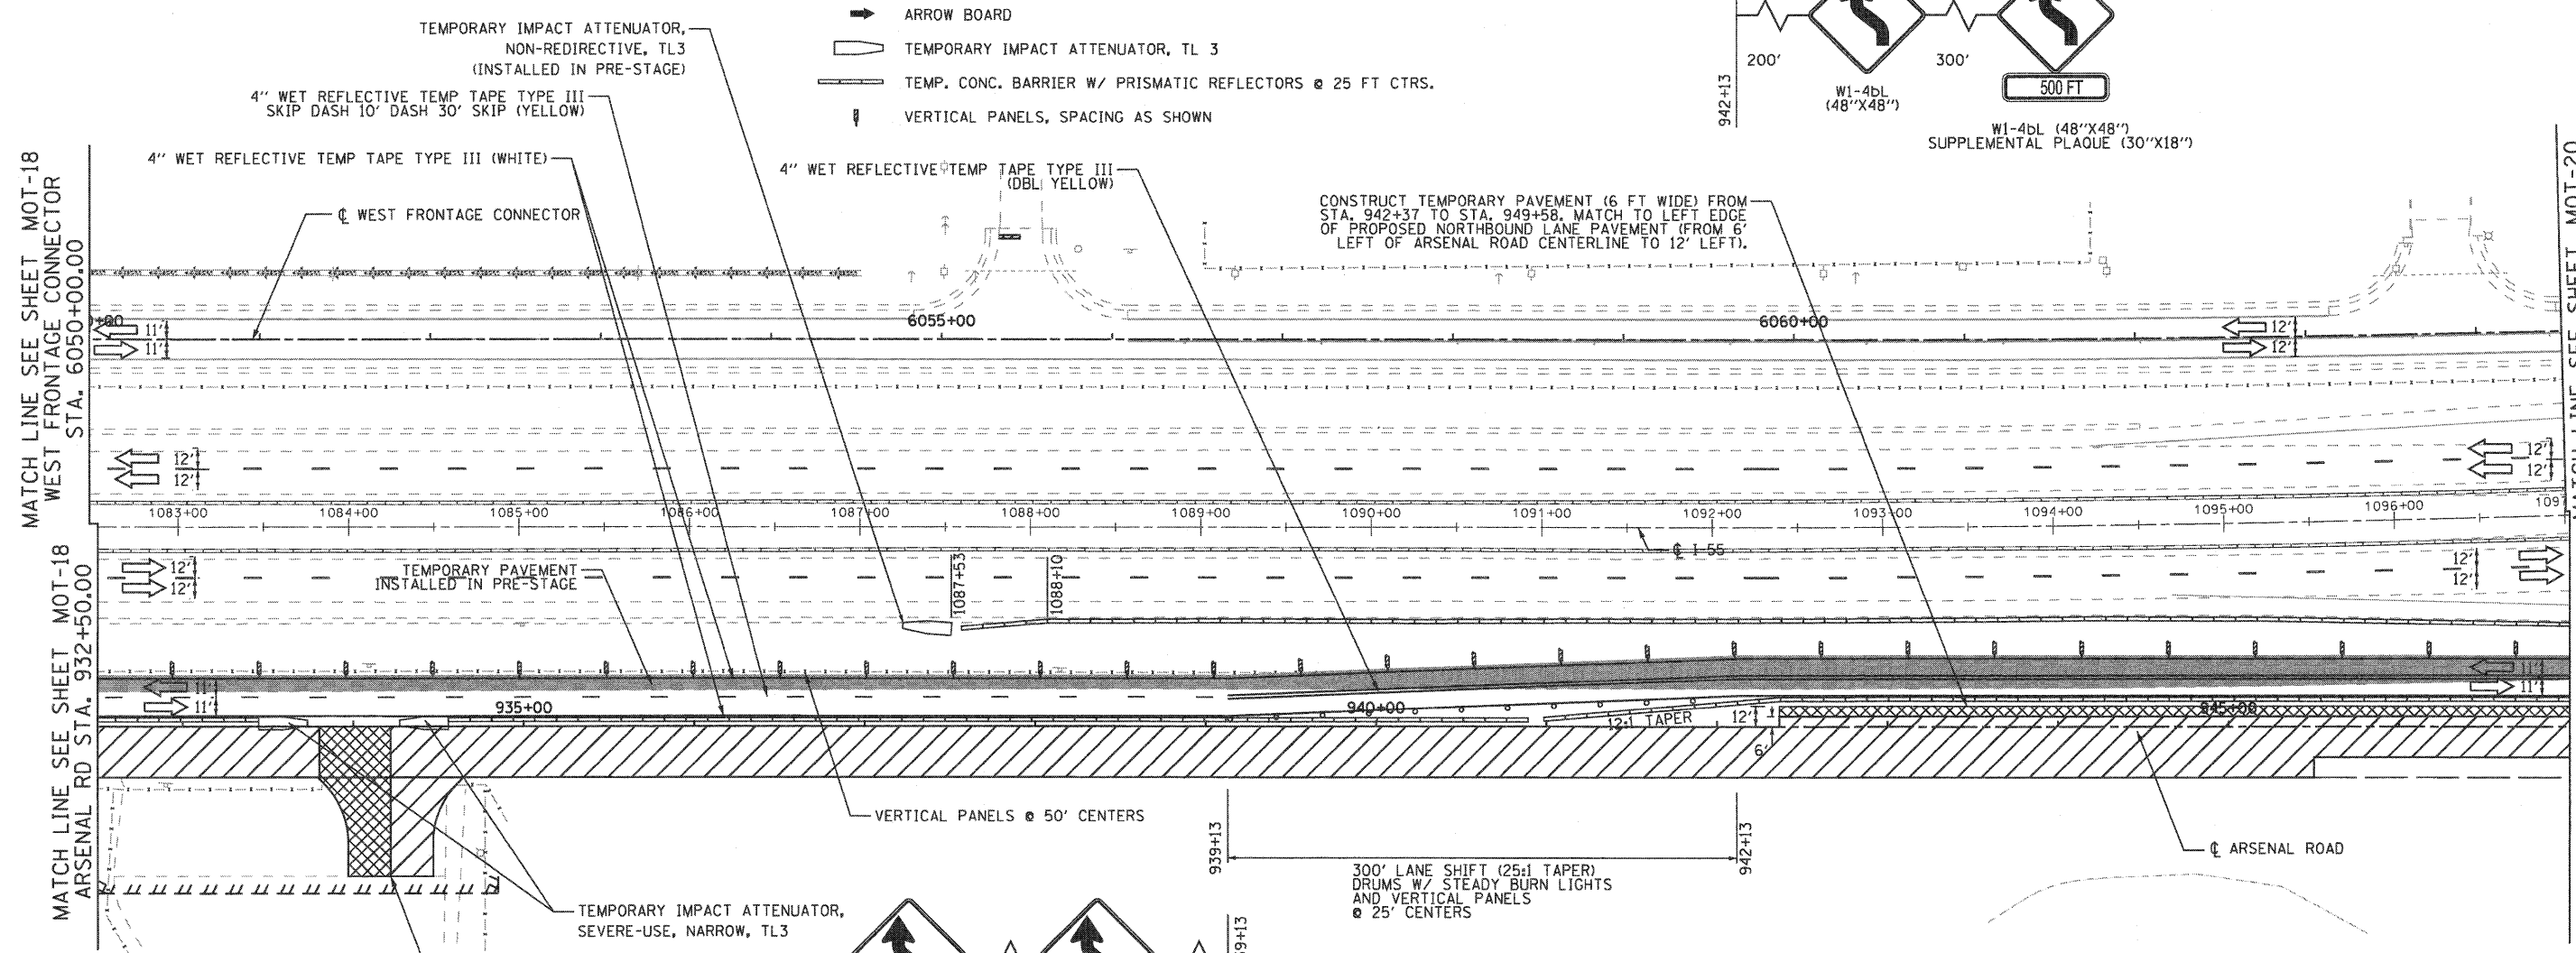 ARROW BOARD
TEMPORARY IMPACT ATTENUATOR, TL 3
TEMP. CONC. BARRIER W/ PRISMATIC REFLECTORS @ 25 FT CTRS.
VERTICAL PANELS, SPACING AS SHOWN
TEMPORARY IMPACT ATTENUATOR,
NON-REDIRECTIVE, TL3
(INSTALLED IN PRE-STAGE)
4" WET REFLECTIVE TEMP TAPE TYPE III
SKIP DASH 10' DASH 30' SKIP (YELLOW)
4" WET REFLECTIVE TEMP TAPE TYPE III (WHITE)
℄ WEST FRONTAGE CONNECTOR
4" WET REFLECTIVE TEMP TAPE TYPE III
(DBL YELLOW)
CONSTRUCT TEMPORARY PAVEMENT (6 FT WIDE) FROM
STA. 942+37 TO STA. 949+58. MATCH TO LEFT EDGE
OF PROPOSED NORTHBOUND LANE PAVEMENT (FROM 6'
LEFT OF ARSENAL ROAD CENTERLINE TO 12' LEFT).
942+13
200'
300'
W1-4bL
(48"X48")
500 FT
W1-4bL (48"X48")
SUPPLEMENTAL PLAQUE (30"X18")
MATCH LINE SEE SHEET MOT-18
WEST FRONTAGE CONNECTOR
STA. 6050+00.00
MATCH LINE SEE SHEET MOT-20
+00
6055+00
6060+00
11'
11'
12'
12'
12'
12'
12'
12'
1083+00
1084+00
1085+00
1086+00
1087+00
1088+00
1089+00
1090+00
1091+00
1092+00
1093+00
1094+00
1095+00
1096+00
109
℄ I-55
MATCH LINE SEE SHEET MOT-18
ARSENAL RD STA. 932+50.00
12'
12'
12'
12'
TEMPORARY PAVEMENT
INSTALLED IN PRE-STAGE
1087+53
1088+10
11'
11'
11'
11'
935+00
940+00
945+00
12:1 TAPER
12'
6'
VERTICAL PANELS @ 50' CENTERS
939+13
942+13
300' LANE SHIFT (25:1 TAPER)
DRUMS W/ STEADY BURN LIGHTS
AND VERTICAL PANELS
@ 25' CENTERS
℄ ARSENAL ROAD
TEMPORARY IMPACT ATTENUATOR,
SEVERE-USE, NARROW, TL3
9+13